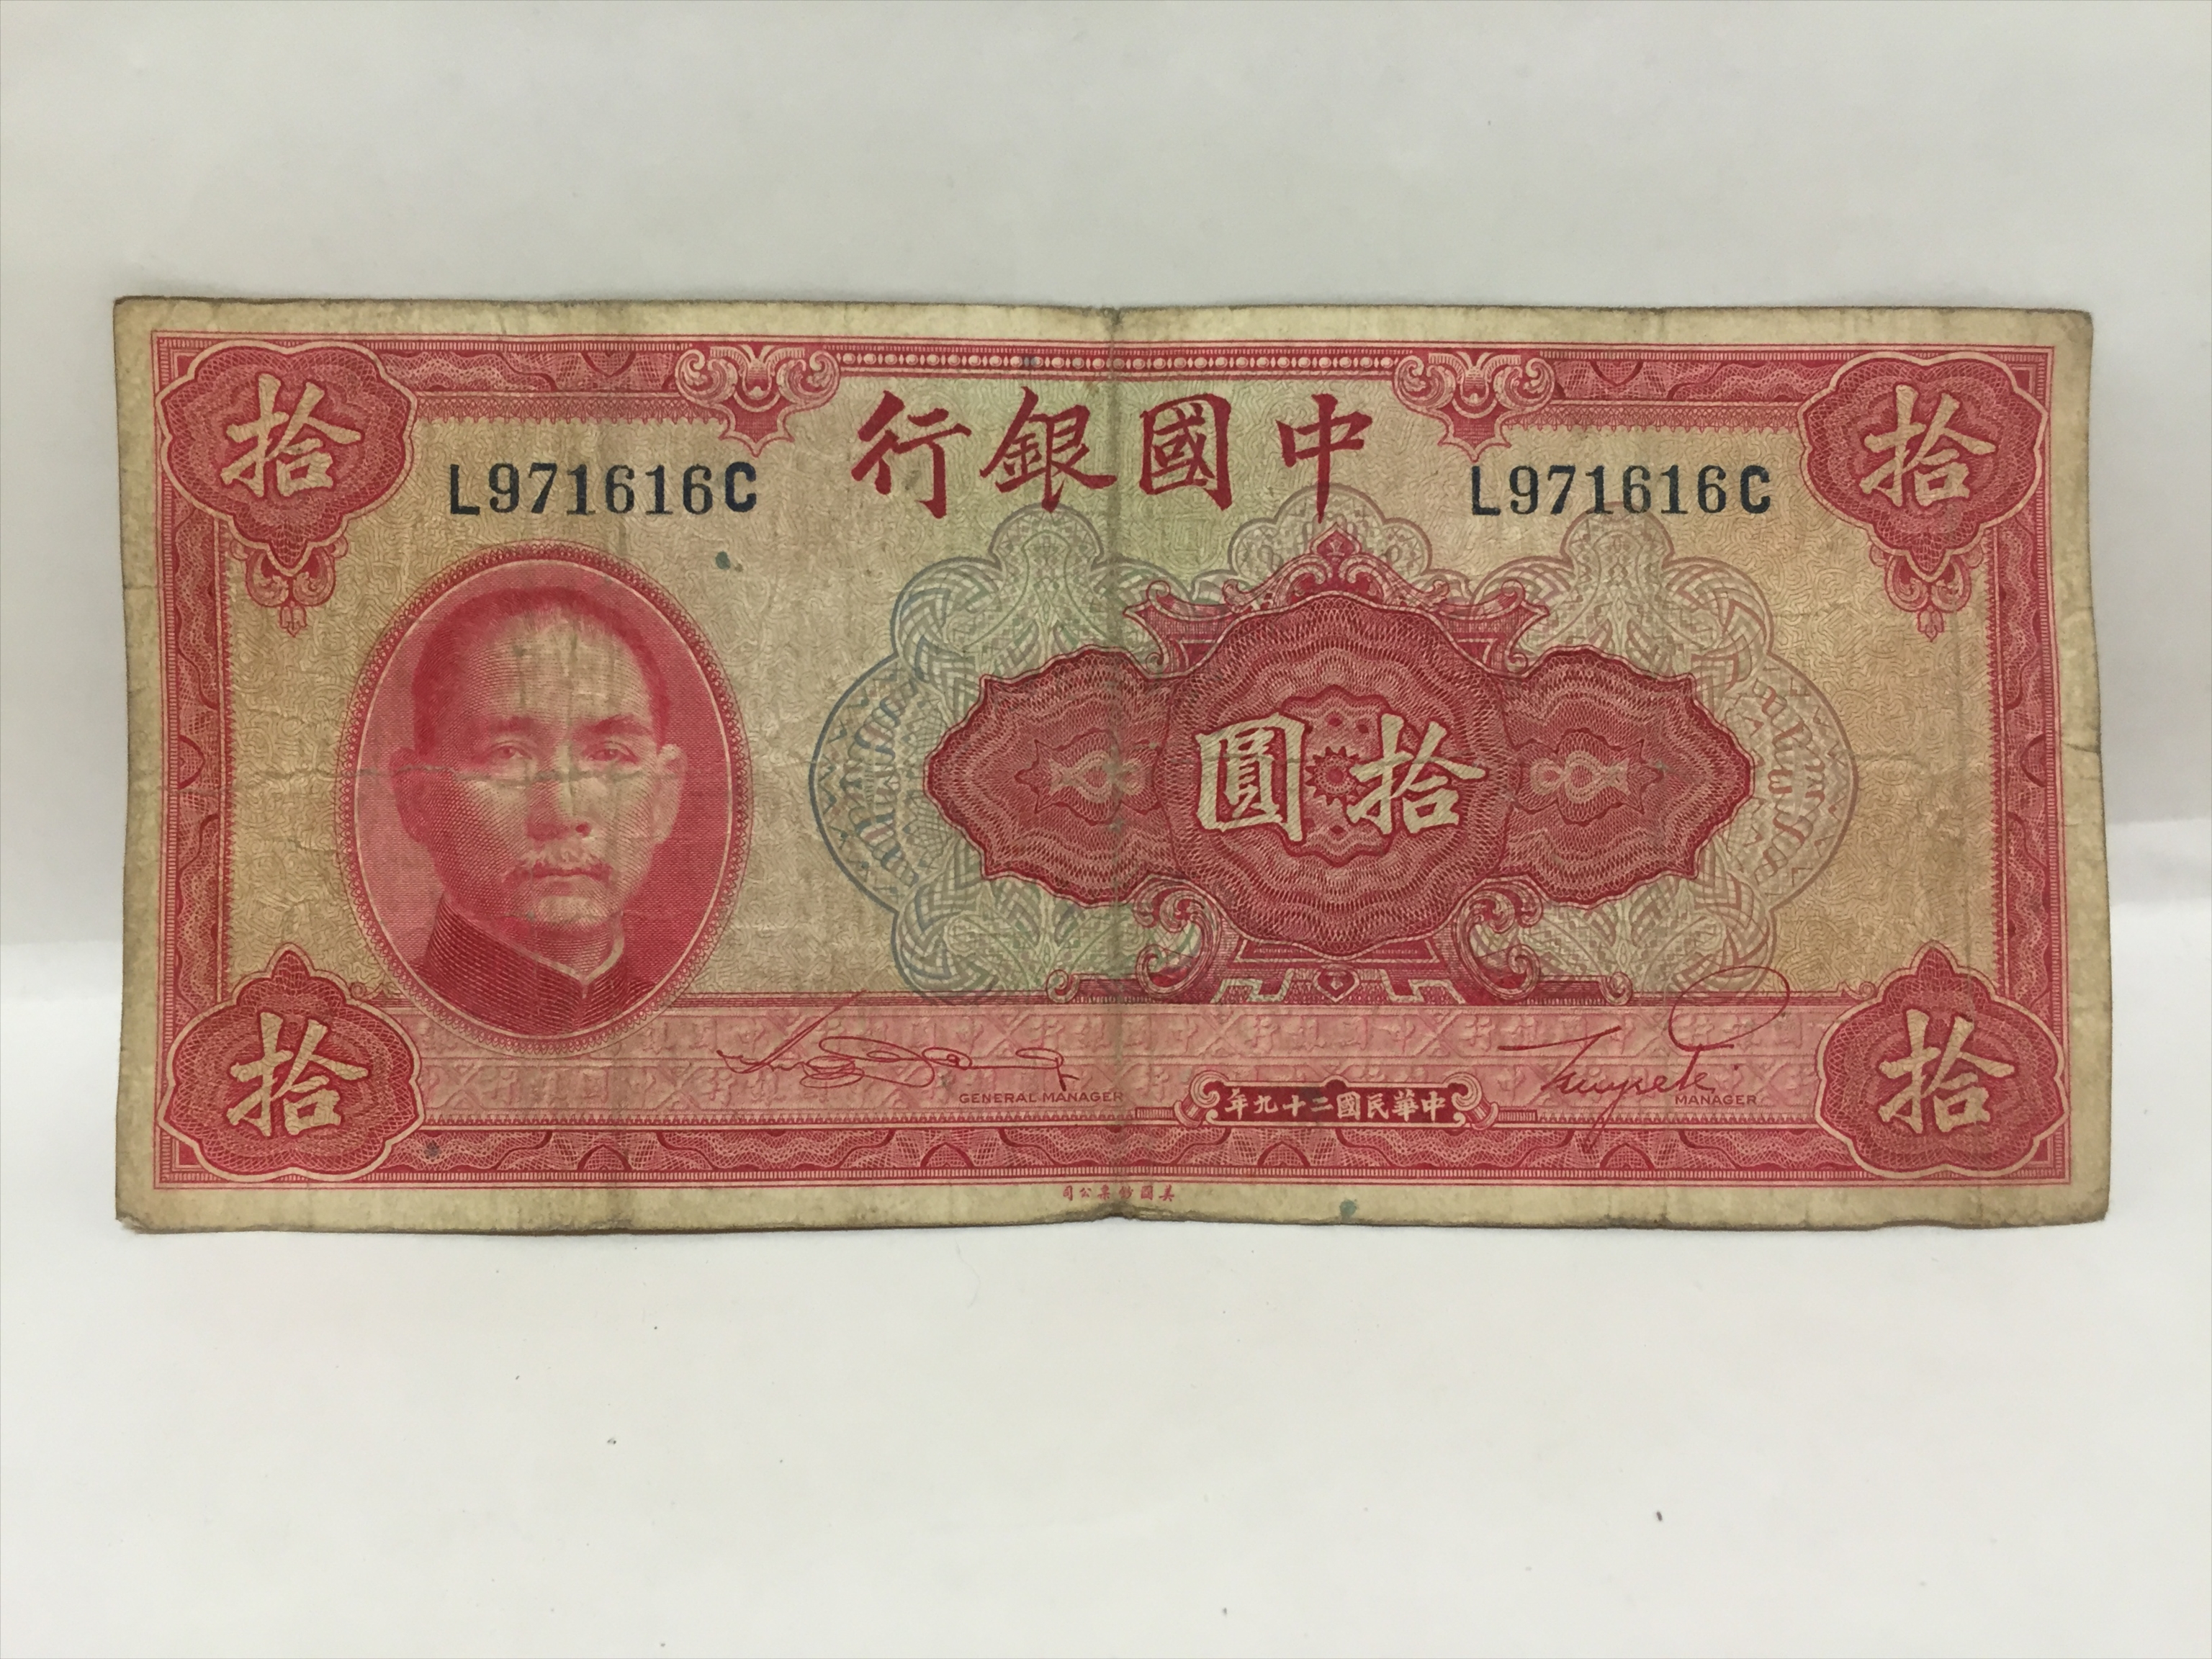 中國銀行
拾
拾
L971616C
L971616C
拾圓
GENERAL MANAGER
MANAGER
中華民國二十九年
拾
拾
美國鈔票公司